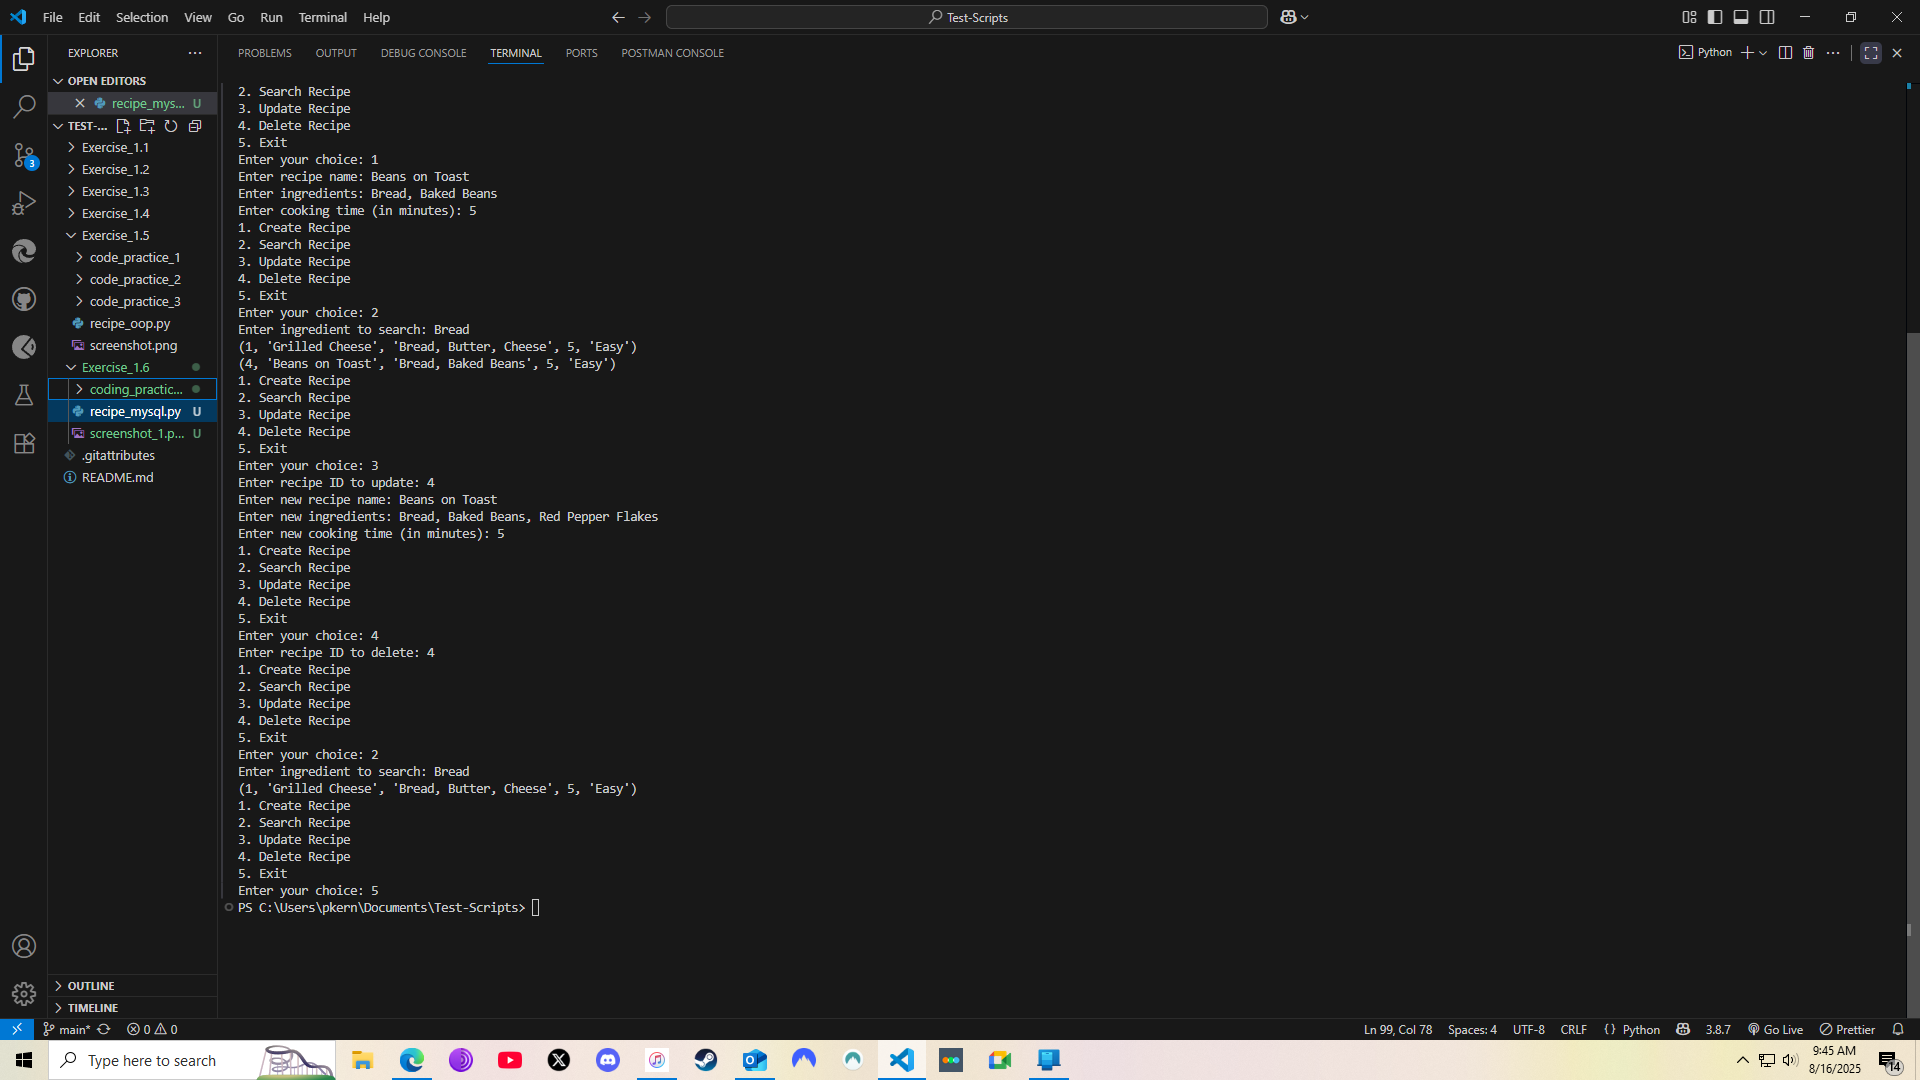 File Edit Selection View Go Run Terminal Help
Test-Scripts
EXPLORER
OPEN EDITORS
recipe_mys... U
TEST-...
Exercise_1.1
Exercise_1.2
Exercise_1.3
Exercise_1.4
Exercise_1.5
code_practice_1
code_practice_2
code_practice_3
recipe_oop.py
screenshot.png
Exercise_1.6
coding_practic...
recipe_mysql.py U
screenshot_1.p... U
.gitattributes
README.md
OUTLINE
TIMELINE
3
PROBLEMS OUTPUT DEBUG CONSOLE TERMINAL PORTS POSTMAN CONSOLE
Python
2. Search Recipe
3. Update Recipe
4. Delete Recipe
5. Exit
Enter your choice: 1
Enter recipe name: Beans on Toast
Enter ingredients: Bread, Baked Beans
Enter cooking time (in minutes): 5
1. Create Recipe
2. Search Recipe
3. Update Recipe
4. Delete Recipe
5. Exit
Enter your choice: 2
Enter ingredient to search: Bread
(1, 'Grilled Cheese', 'Bread, Butter, Cheese', 5, 'Easy')
(4, 'Beans on Toast', 'Bread, Baked Beans', 5, 'Easy')
1. Create Recipe
2. Search Recipe
3. Update Recipe
4. Delete Recipe
5. Exit
Enter your choice: 3
Enter recipe ID to update: 4
Enter new recipe name: Beans on Toast
Enter new ingredients: Bread, Baked Beans, Red Pepper Flakes
Enter new cooking time (in minutes): 5
1. Create Recipe
2. Search Recipe
3. Update Recipe
4. Delete Recipe
5. Exit
Enter your choice: 4
Enter recipe ID to delete: 4
1. Create Recipe
2. Search Recipe
3. Update Recipe
4. Delete Recipe
5. Exit
Enter your choice: 2
Enter ingredient to search: Bread
(1, 'Grilled Cheese', 'Bread, Butter, Cheese', 5, 'Easy')
1. Create Recipe
2. Search Recipe
3. Update Recipe
4. Delete Recipe
5. Exit
Enter your choice: 5
PS C:\Users\pkern\Documents\Test-Scripts>
main* 0 0
Ln 99, Col 78 Spaces: 4 UTF-8 CRLF {} Python 3.8.7 Go Live Prettier
Type here to search
9:45 AM
8/16/2025
14